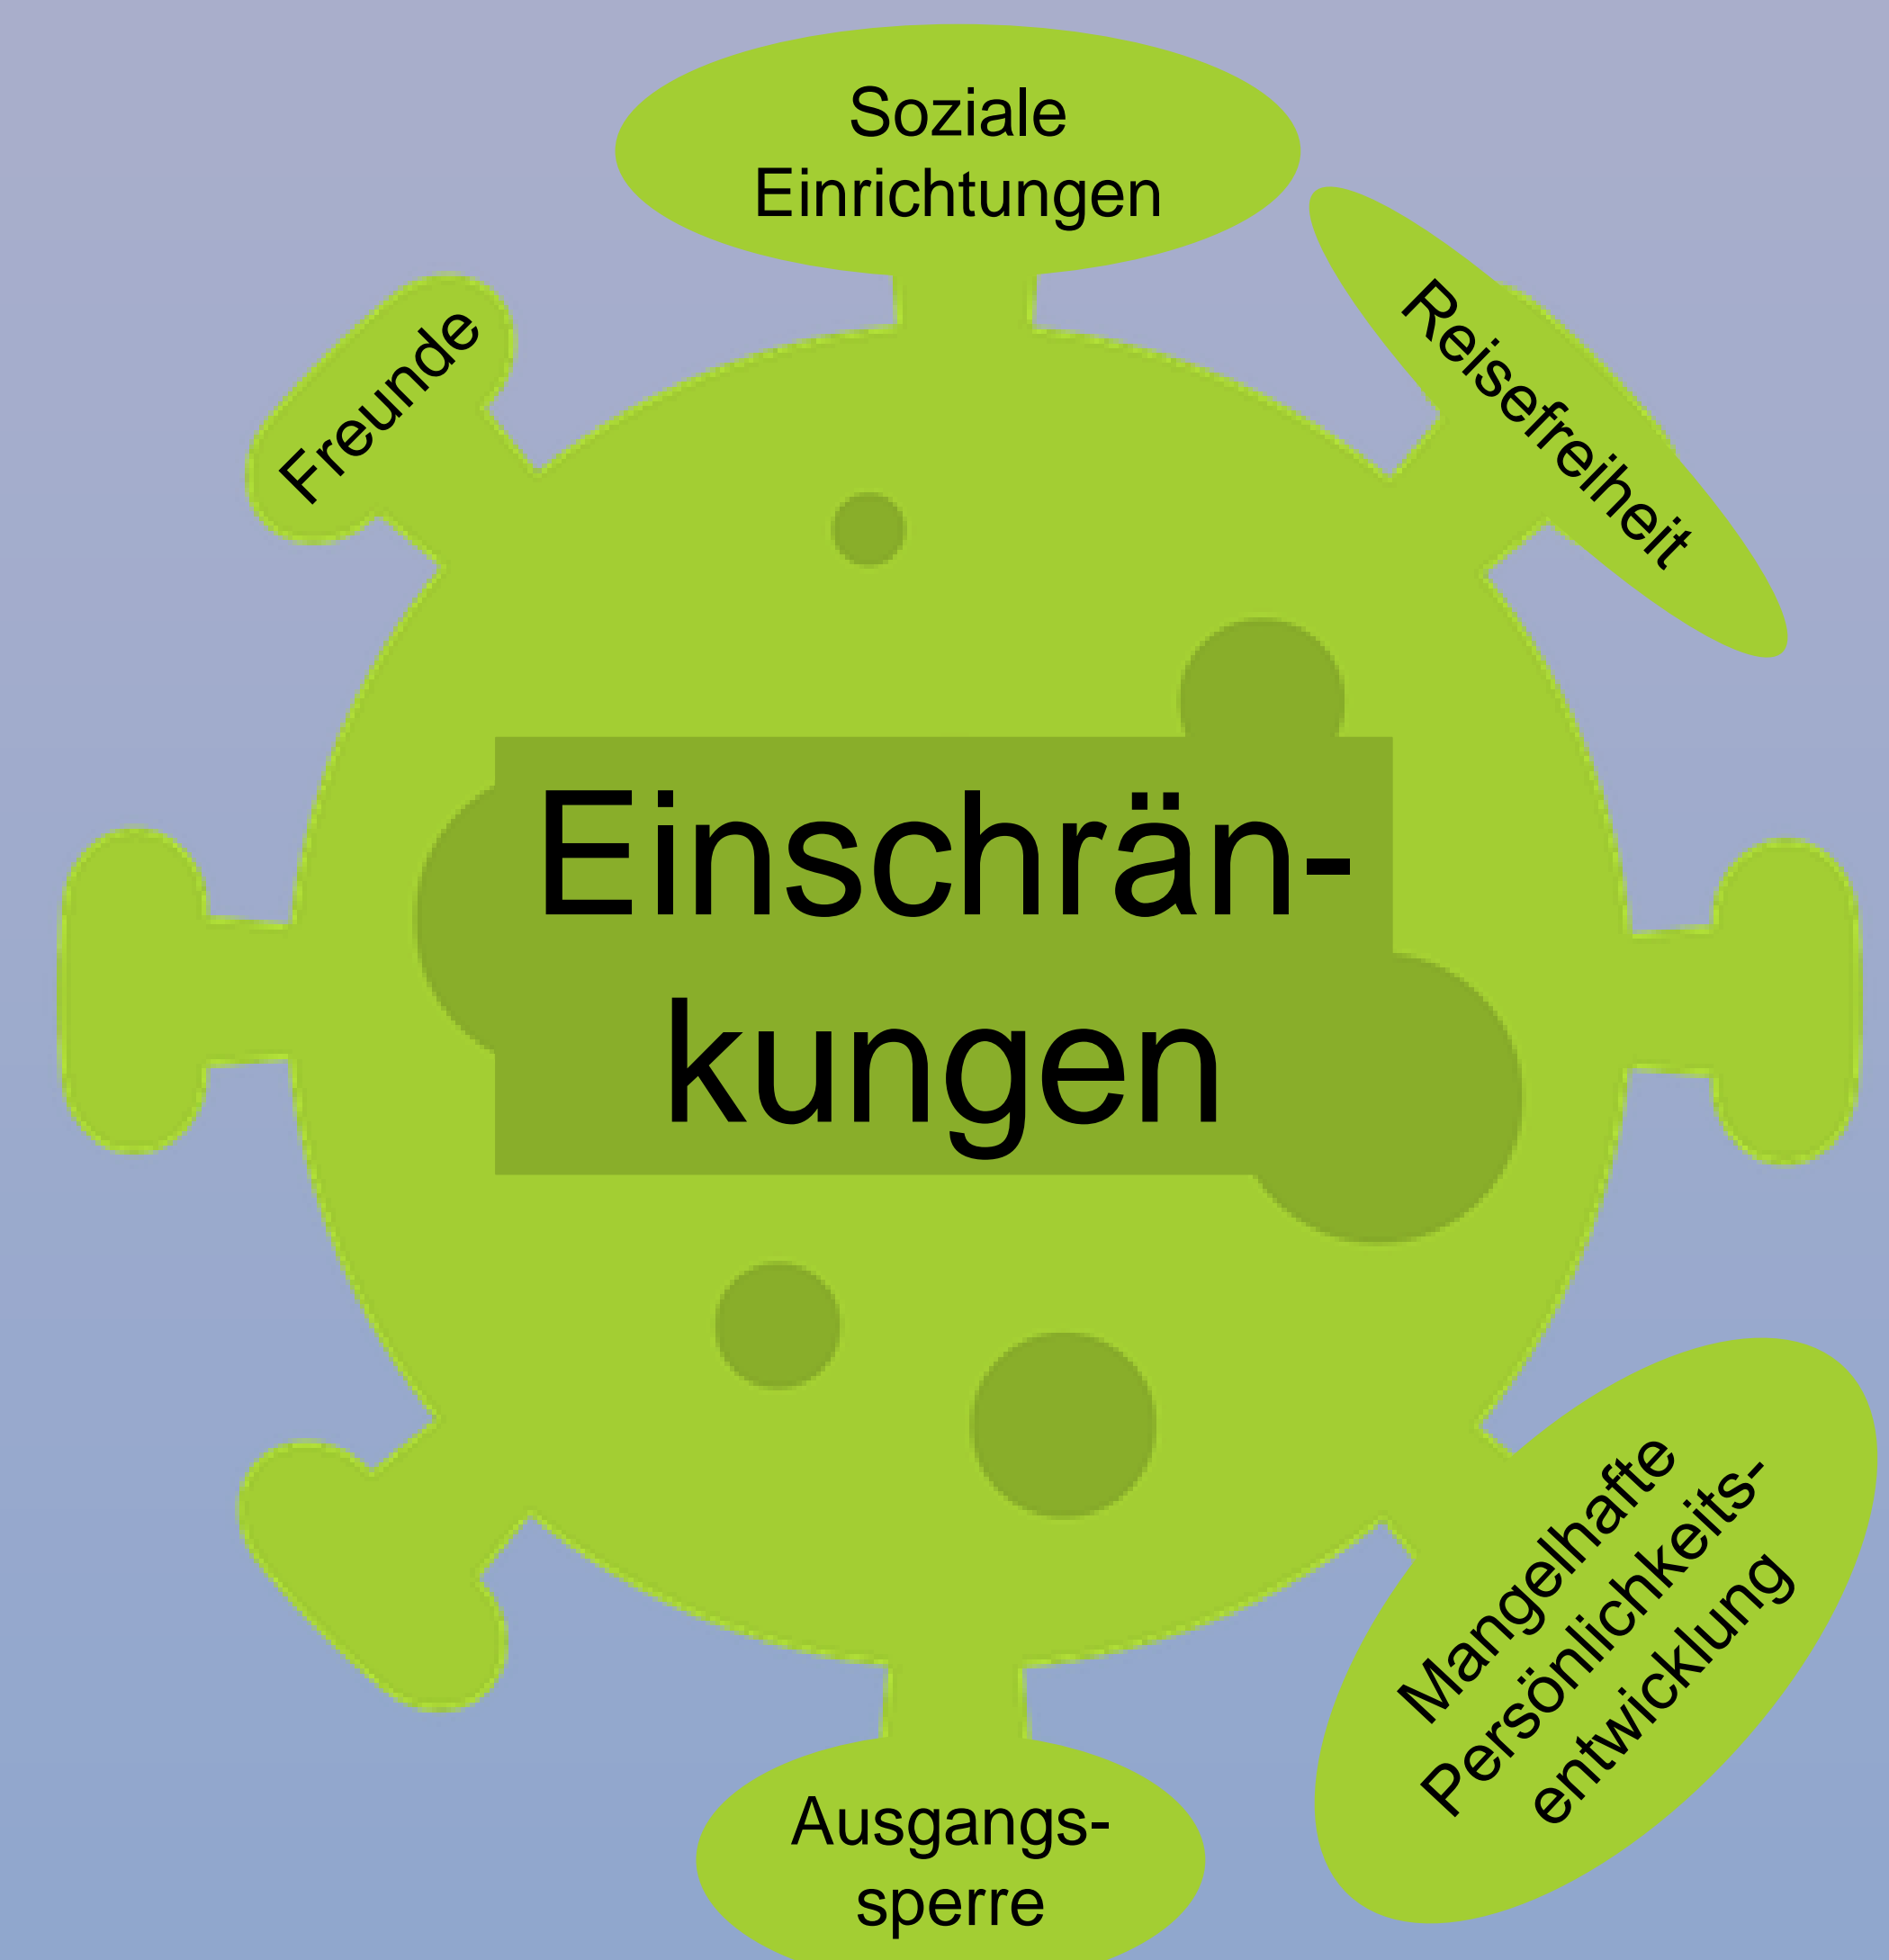 Soziale
Einrichtungen
Freunde
Reisefreiheit
Einschrän-
kungen
Mangelhafte
Persönlichkeits-
entwicklung
Ausgangs-
sperre